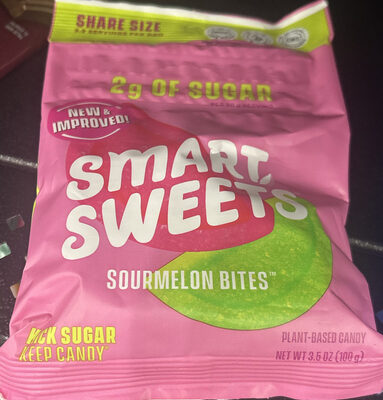 SHARE SIZE
2g OF SUGAR
NEW &
IMPROVED!
SMART
SWEETS
SOURMELON BITES™
KICK SUGAR
KEEP CANDY
PLANT-BASED CANDY
NET WT 3.5 OZ (100 g)